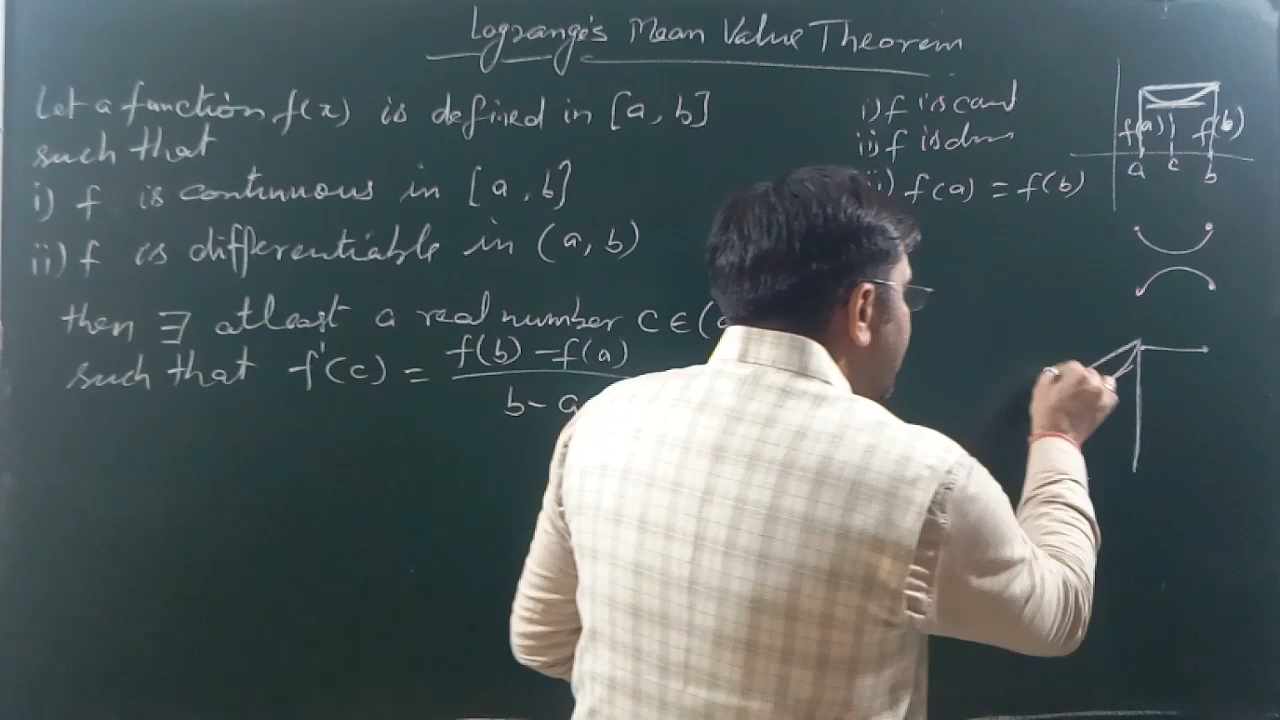 Lagrange's Mean Value Theorem
Let a function f(x) is defined in [a, b]
such that
i) f is continuous in [a, b]
ii) f is differentiable in (a, b)
then ∃ atleast a real number c ∈ (a
such that f'(c) = f(b) - f(a)
b - a
i) f is cont
ii) f is
ii) f(a) = f(b)
f(a) f(b)
a c b